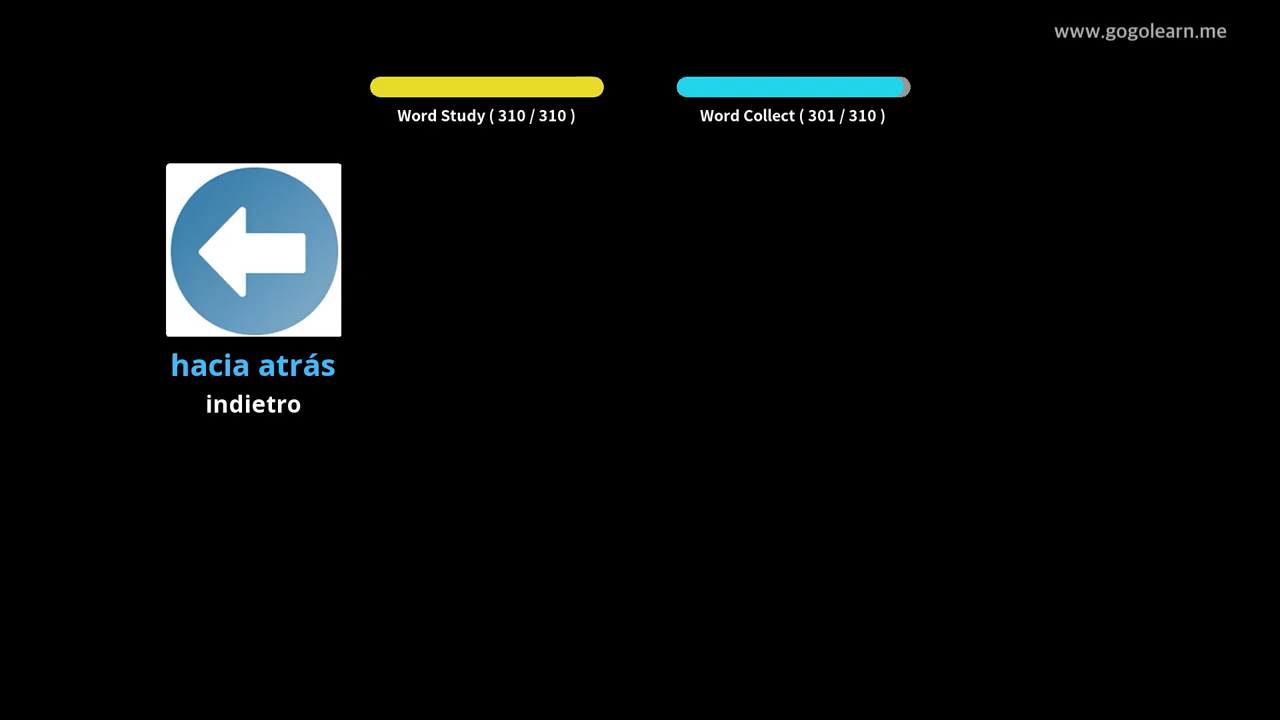 www.gogolearn.me
Word Study ( 310 / 310 )
Word Collect ( 301 / 310 )
hacia atrás
indietro